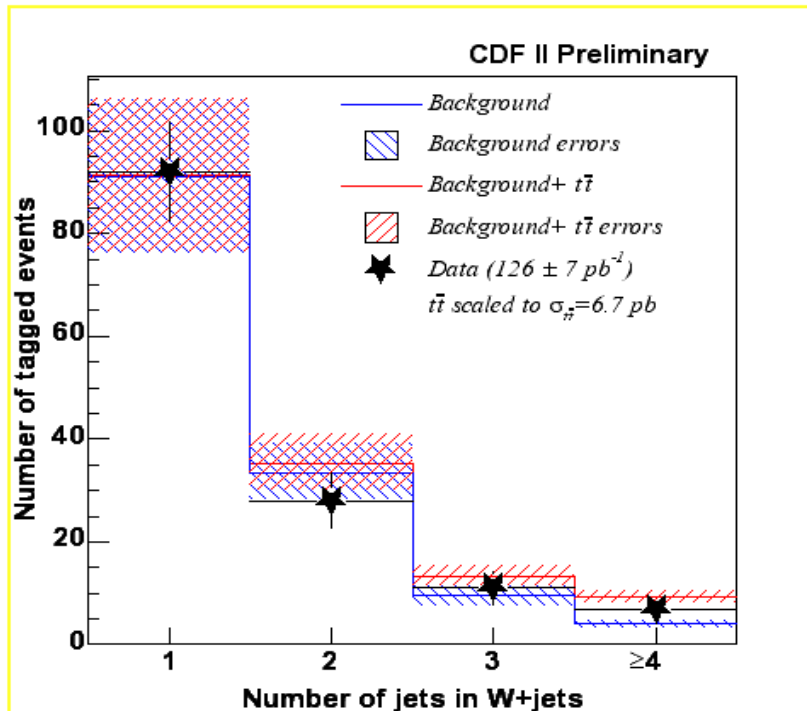 CDF II Preliminary
Number of tagged events
100
80
60
40
20
0
Background
Background errors
Background+ tt̅
Background+ tt̅ errors
Data (126 ± 7 pb⁻¹)
tt̅ scaled to σ_tt̅=6.7 pb
1 2 3 ≥4
Number of jets in W+jets